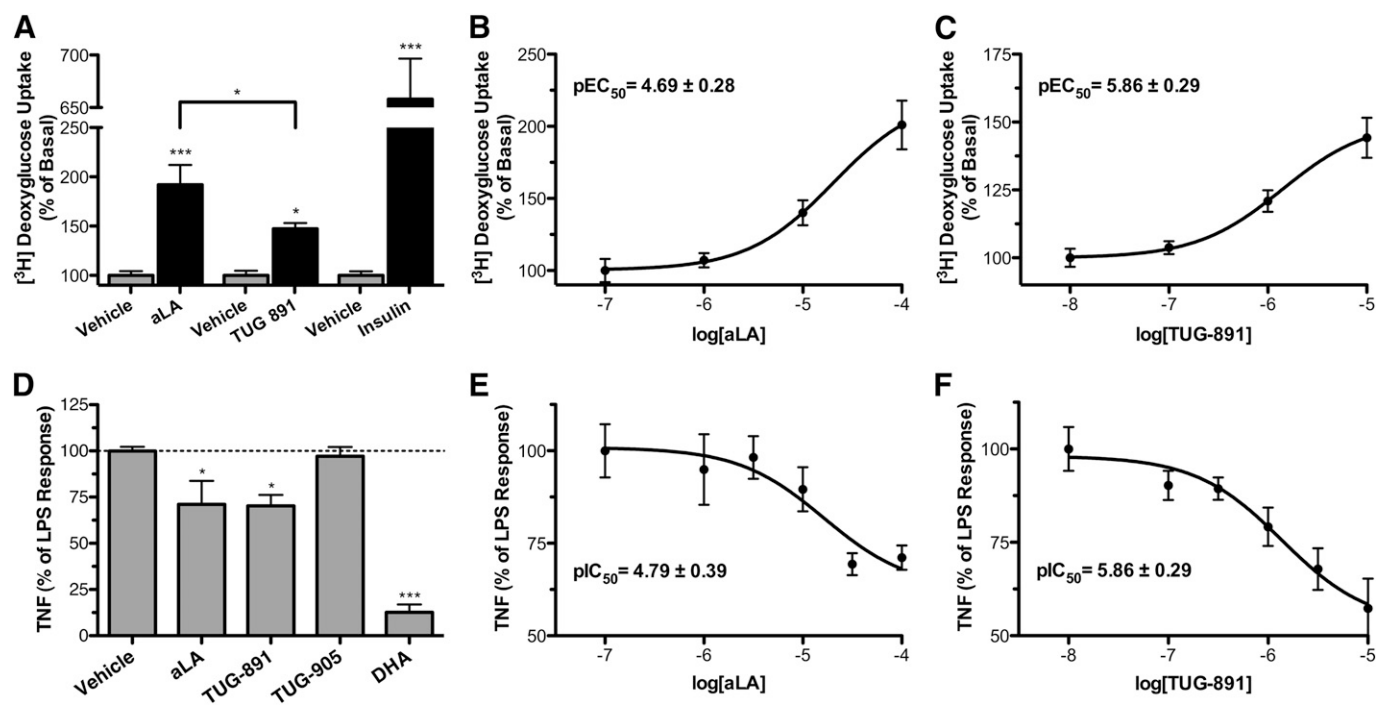 A
[³H] Deoxyglucose Uptake
(% of Basal)
700
650
250
200
150
100
***
*
*
***
Vehicle
aLA
Vehicle
TUG 891
Vehicle
Insulin
B
[³H] Deoxyglucose Uptake
(% of Basal)
250
200
150
100
pEC50= 4.69 ± 0.28
-7
-6
-5
-4
log[aLA]
C
[³H] Deoxyglucose Uptake
(% of Basal)
175
150
125
100
pEC50= 5.86 ± 0.29
-8
-7
-6
-5
log[TUG-891]
D
TNF (% of LPS Response)
125
100
75
50
25
0
*
*
***
Vehicle
aLA
TUG-891
TUG-905
DHA
E
TNF (% of LPS Response)
100
75
50
pIC50= 4.79 ± 0.39
-7
-6
-5
-4
log[aLA]
F
TNF (% of LPS Response)
100
75
50
pIC50= 5.86 ± 0.29
-8
-7
-6
-5
log[TUG-891]